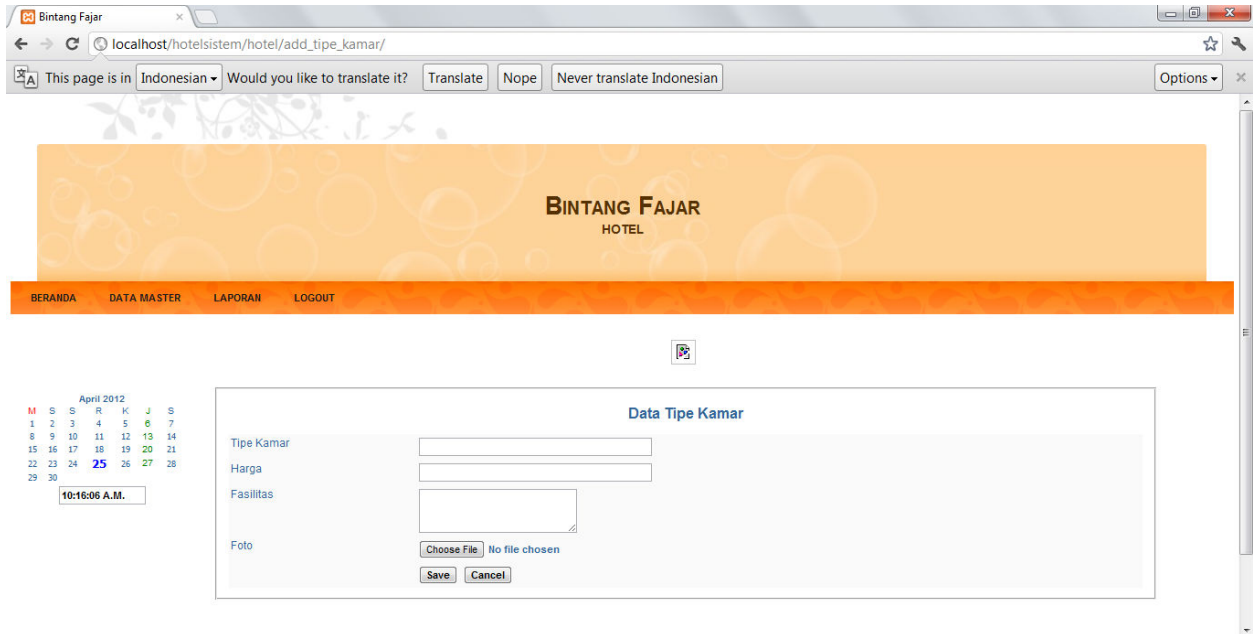 Bintang Fajar
localhost/hotelsistem/hotel/add_tipe_kamar/
This page is in Indonesian Would you like to translate it? Translate Nope Never translate Indonesian Options
BINTANG FAJAR
HOTEL
BERANDA DATA MASTER LAPORAN LOGOUT
April 2012
M S S R K J S
1 2 3 4 5 6 7
8 9 10 11 12 13 14
15 16 17 18 19 20 21
22 23 24 25 26 27 28
29 30
10:16:06 A.M.
Data Tipe Kamar
Tipe Kamar
Harga
Fasilitas
Foto Choose File No file chosen
Save Cancel